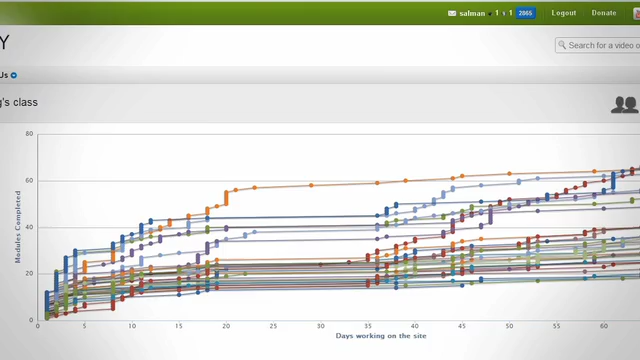 salman 1 1 2865 Logout Donate
Y
Search for a video o
Us
g's class
80
60
40
20
0
Modules Completed
0 5 10 15 20 25 30 35 40 45 50 55 60
Days working on the site